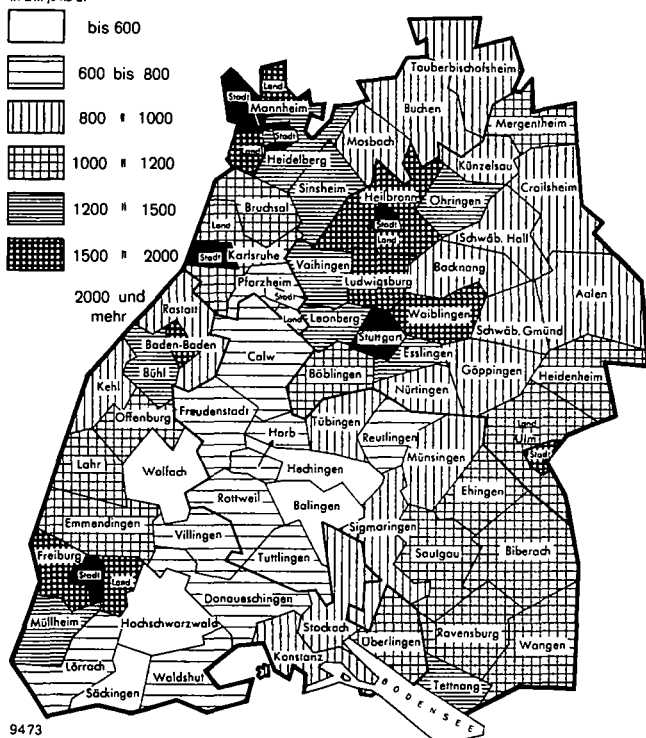 bis 600
600 bis 800
800 " 1000
1000 " 1200
1200 " 1500
1500 " 2000
2000 und
mehr
Tauberbischofsheim
Land
Stadt
Mannheim
Buchen
Mergentheim
Stadt
Mosbach
Land
Heidelberg
Künzelsau
Sinsheim
Crailsheim
Heilbronn
Öhringen
Bruchsal
Land
Stadt
Land
Schwäb. Hall
Stadt
Karlsruhe
Vaihingen
Backnang
Pforzheim
Ludwigsburg
Stadt
Aalen
Rastatt
Land
Leonberg
Waiblingen
Schwäb. Gmünd
Baden-Baden
Stuttgart
Calw
Esslingen
Bühl
Böblingen
Göppingen
Heidenheim
Kehl
Nürtingen
Freudenstadt
Offenburg
Tübingen
Land
Horb
Reutlingen
Ulm
Münsingen
Stadt
Lahr
Wolfach
Hechingen
Ehingen
Rottweil
Balingen
Emmendingen
Sigmaringen
Villingen
Saulgau
Biberach
Freiburg
Tuttlingen
Stadt
Land
Donaueschingen
Müllheim
Hochschwarzwald
Stockach
Überlingen
Ravensburg
Wangen
Konstanz
Lörrach
Waldshut
Säckingen
Tettnang
BODENSEE
9473